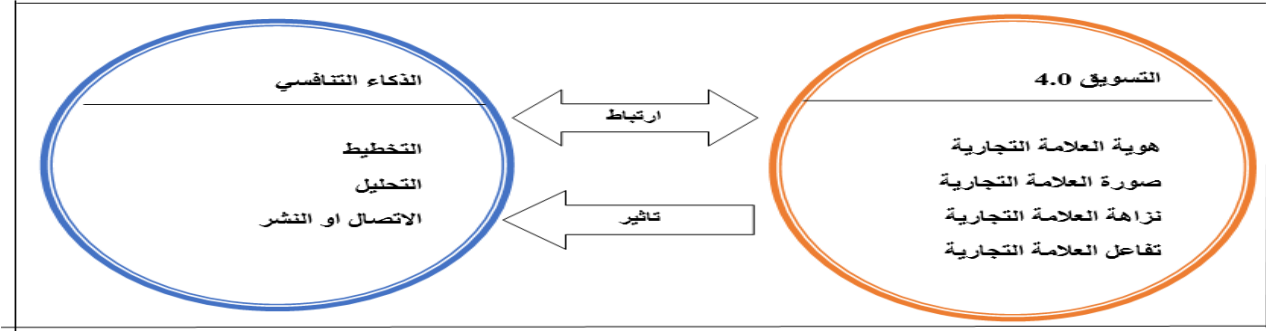 التسويق 4.0
هوية العلامة التجارية
صورة العلامة التجارية
نزاهة العلامة التجارية
تفاعل العلامة التجارية
ارتباط
تاثير
الذكاء التنافسي
التخطيط
التحليل
الاتصال او النشر